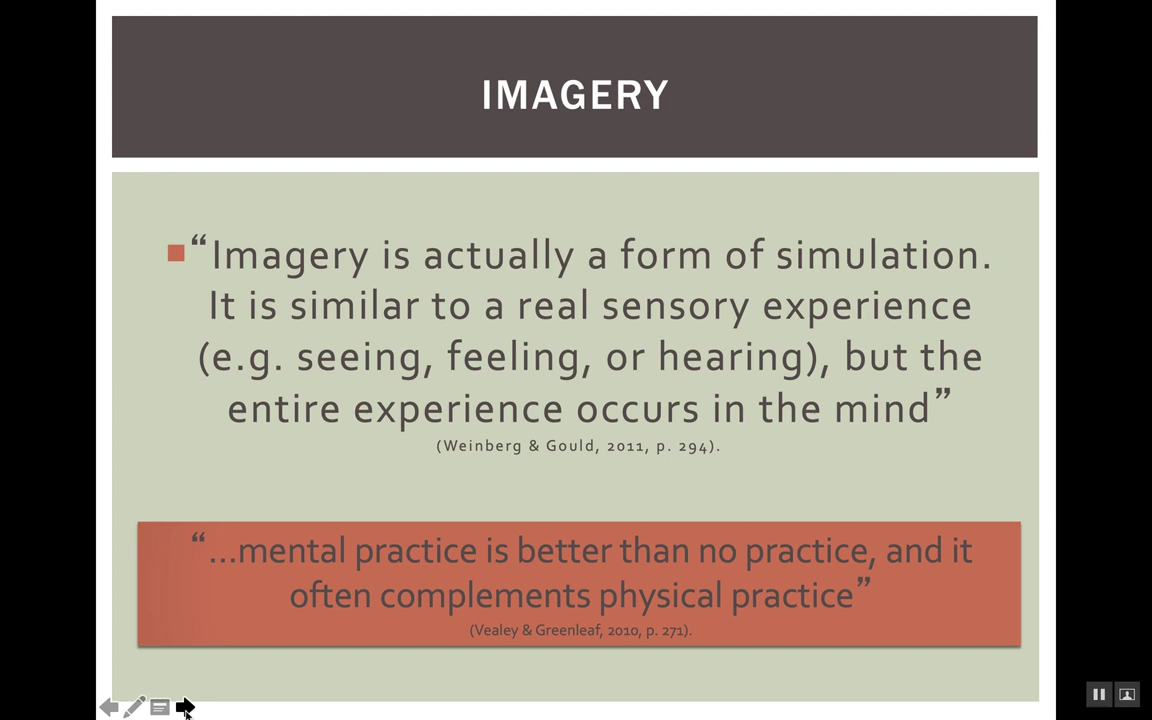 IMAGERY
“Imagery is actually a form of simulation.
It is similar to a real sensory experience
(e.g. seeing, feeling, or hearing), but the
entire experience occurs in the mind”
(Weinberg & Gould, 2011, p. 294).
“…mental practice is better than no practice, and it
often complements physical practice”
(Vealey & Greenleaf, 2010, p. 271).